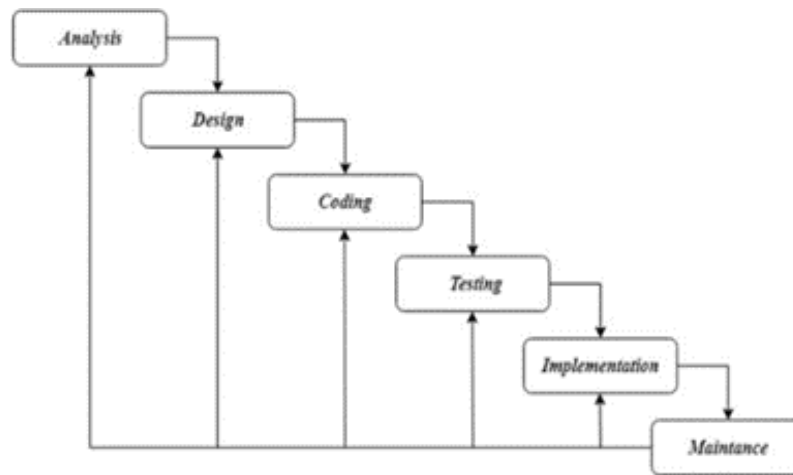 Analysis
Design
Coding
Testing
Implementation
Maintance